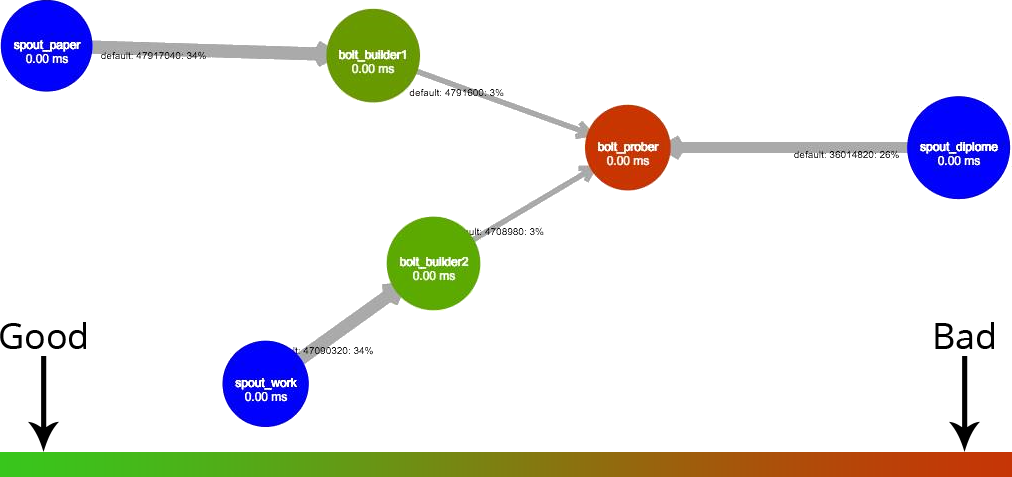 spout_paper
0.00 ms
default: 47917040: 34%
bolt_builder1
0.00 ms
default: 4791600: 3%
bolt_prober
0.00 ms
default: 36014820: 26%
spout_diplome
0.00 ms
ult: 4708980: 3%
bolt_builder2
0.00 ms
lt: 47090320: 34%
spout_work
0.00 ms
Good
Bad